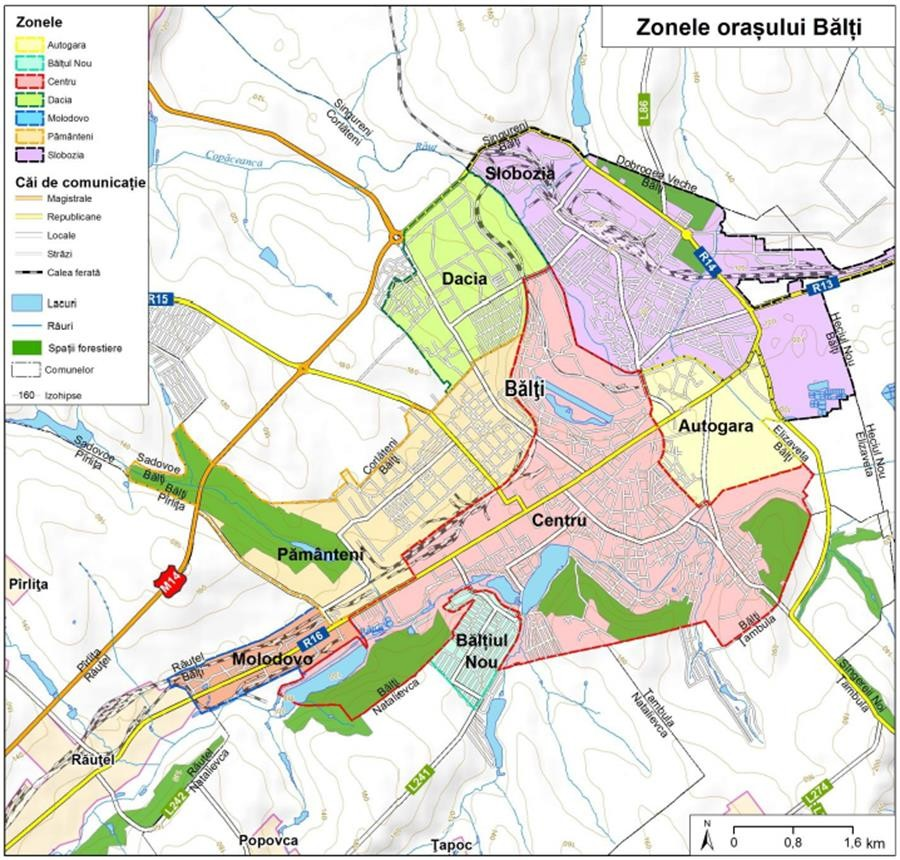 Zonele orașului Bălți
Zonele
Autogara
Bălțul Nou
Centru
Dacia
Molodovo
Pământeni
Slobozia
Căi de comunicație
Magistrale
Republicane
Locale
Străzi
Calea ferată
Lacuri
Râuri
Spații forestiere
Comunelor
160 Izohipse
Singureni
Corlăteni
Copăceanca
Răut
Singureni
Bălți
L86
Dobrogea Veche
Bălți
Slobozia
R14
R13
Dacia
R15
Heciul Nou
Bălți
Bălți
Autogara
Elizaveta
Bălți
Heciul Nou
Elizaveta
Corlăteni
Bălți
Sadovoe
Pîrlița
Sadovoe
Bălți
Bălți
Pîrlița
Centru
Pământeni
Pîrlița
M14
R16
Bălțiul
Nou
Bălți
Tambula
Molodovo
Pîrlița
Răuțel
Răuțel
Bălți
Bălți
Natalievca
Tambula
Natalievca
Singereii Noi
Tambula
Răuțel
Răuțel
Natalievca
L242
L241
L274
Popovca
Țapoc
N
0 0,8 1,6 km